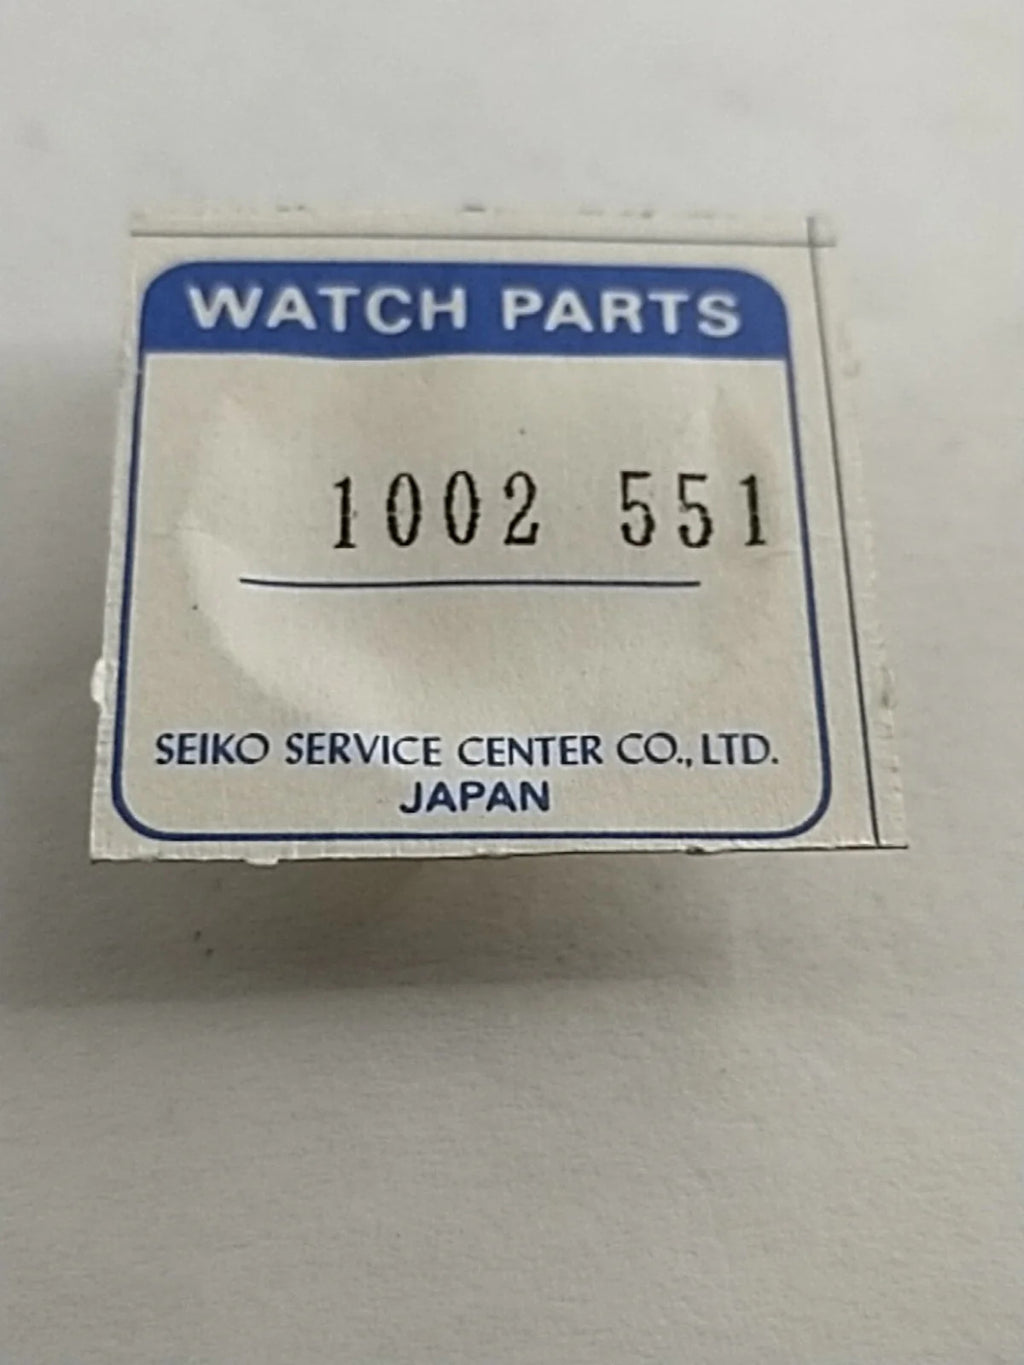 WATCH PARTS
1002 551
SEIKO SERVICE CENTER CO., LTD.
JAPAN